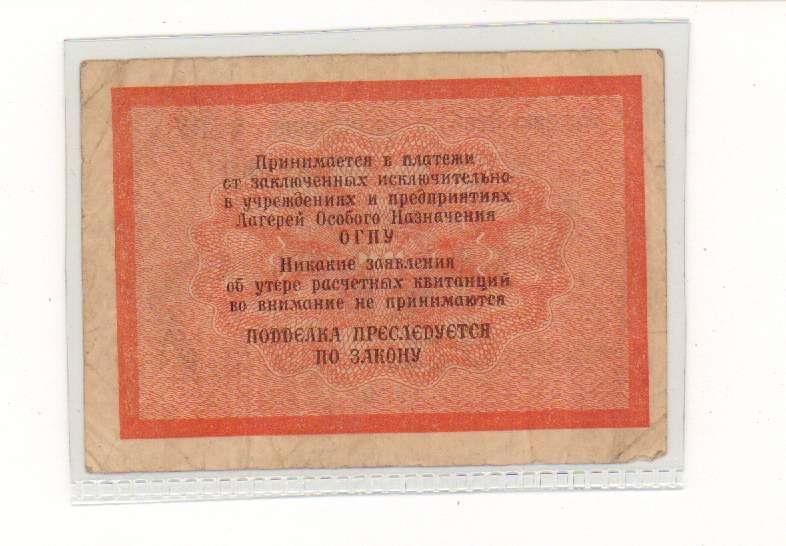 Принимается в платежи
от заключенных исключительно
в учреждениях и предприятиях
Лагерей Особого Назначения
ОГПУ
Никакие заявления
об утере расчетных квитанций
во внимание не принимаются
ПОДДЕЛКА ПРЕСЛЕДУЕТСЯ
ПО ЗАКОНУ